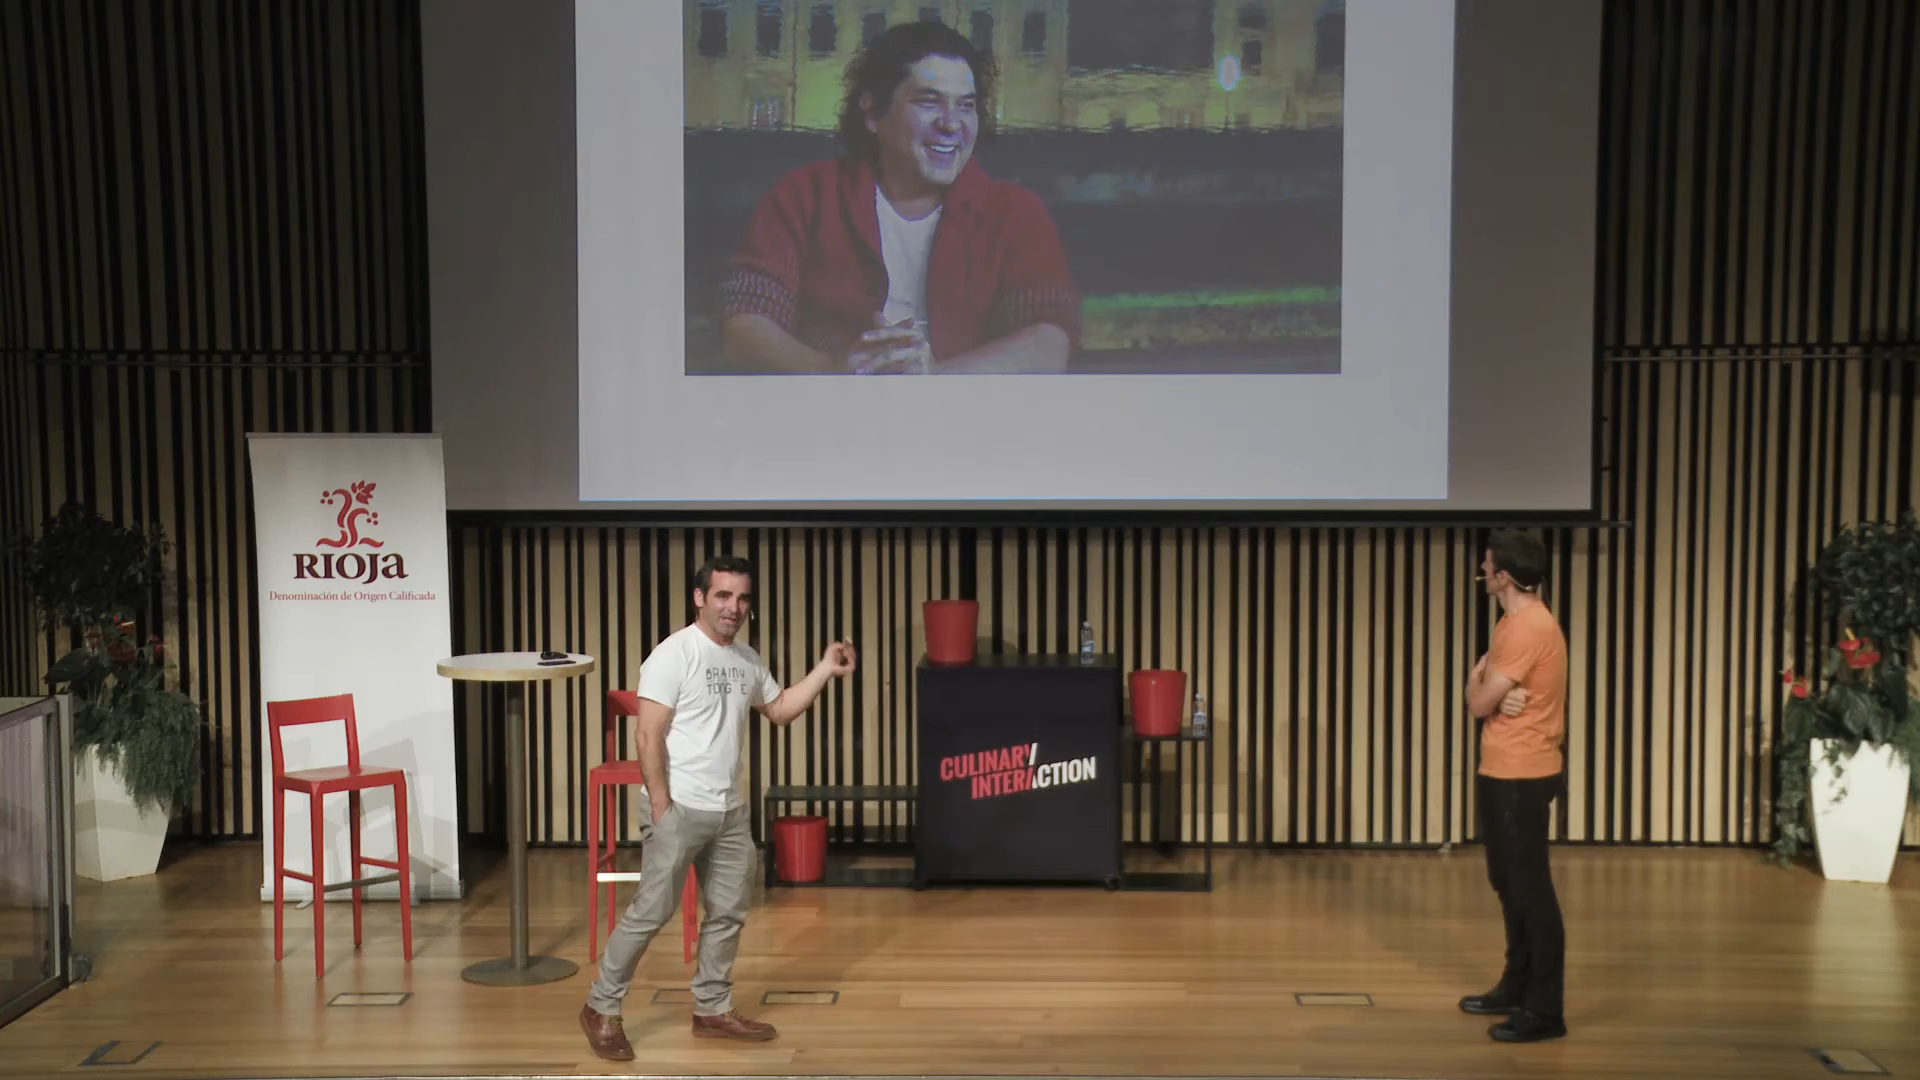 RIOJa
Denominación de Origen Calificada
BRAINY
TONG E
CULINARY
INTERACTION